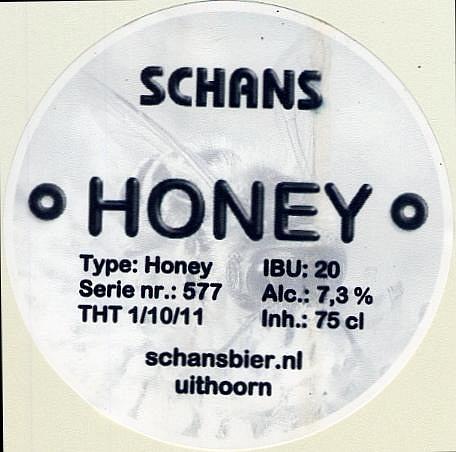 SCHANS
° HONEY °
Type: Honey IBU: 20
Serie nr.: 577 Alc.: 7,3 %
THT 1/10/11 Inh.: 75 cl
schansbier.nl
uithoorn